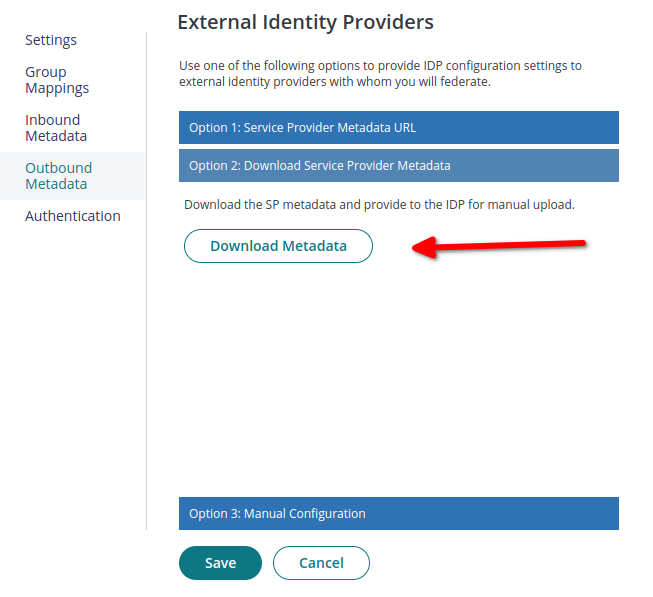 External Identity Providers
Settings
Group
Mappings
Inbound
Metadata
Outbound
Metadata
Authentication
Use one of the following options to provide IDP configuration settings to
external identity providers with whom you will federate.
Option 1: Service Provider Metadata URL
Option 2: Download Service Provider Metadata
Download the SP metadata and provide to the IDP for manual upload.
Download Metadata
Option 3: Manual Configuration
Save
Cancel